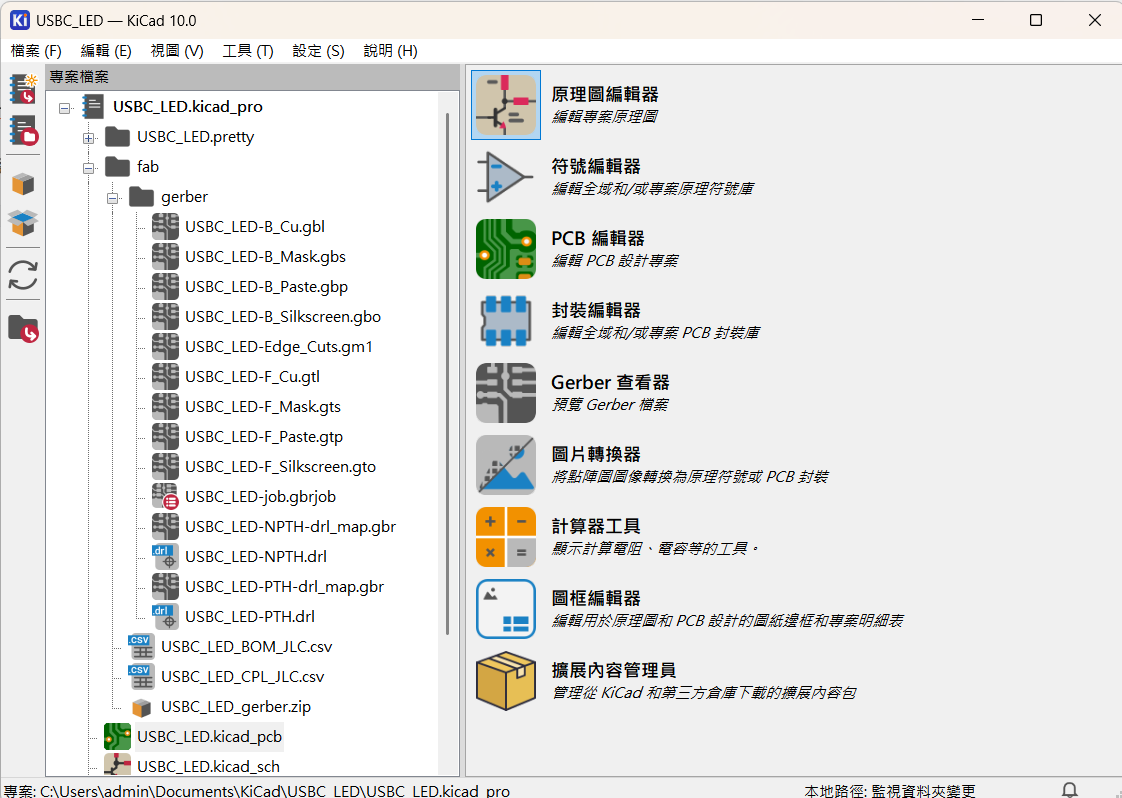 USBC_LED — KiCad 10.0
檔案 (F) 編輯 (E) 視圖 (V) 工具 (T) 設定 (S) 說明 (H)
專案檔案
USBC_LED.kicad_pro
USBC_LED.pretty
fab
gerber
USBC_LED-B_Cu.gbl
USBC_LED-B_Mask.gbs
USBC_LED-B_Paste.gbp
USBC_LED-B_Silkscreen.gbo
USBC_LED-Edge_Cuts.gm1
USBC_LED-F_Cu.gtl
USBC_LED-F_Mask.gts
USBC_LED-F_Paste.gtp
USBC_LED-F_Silkscreen.gto
USBC_LED-job.gbrjob
USBC_LED-NPTH-drl_map.gbr
USBC_LED-NPTH.drl
USBC_LED-PTH-drl_map.gbr
USBC_LED-PTH.drl
USBC_LED_BOM_JLC.csv
USBC_LED_CPL_JLC.csv
USBC_LED_gerber.zip
USBC_LED.kicad_pcb
USBC_LED.kicad_sch
原理圖編輯器
編輯專案原理圖
符號編輯器
編輯全域和/或專案原理符號庫
PCB 編輯器
編輯 PCB 設計專案
封裝編輯器
編輯全域和/或專案 PCB 封裝庫
Gerber 查看器
預覽 Gerber 檔案
圖片轉換器
將點陣圖圖像轉換為原理符號或 PCB 封裝
計算器工具
顯示計算電阻、電容等的工具。
圖框編輯器
編輯用於原理圖和 PCB 設計的圖紙邊框和專案明細表
擴展內容管理員
管理從 KiCad 和第三方倉庫下載的擴展內容包
專案: C:\Users\admin\Documents\KiCad\USBC_LED\USBC_LED.kicad_pro
本地路徑: 監視資料夾變更